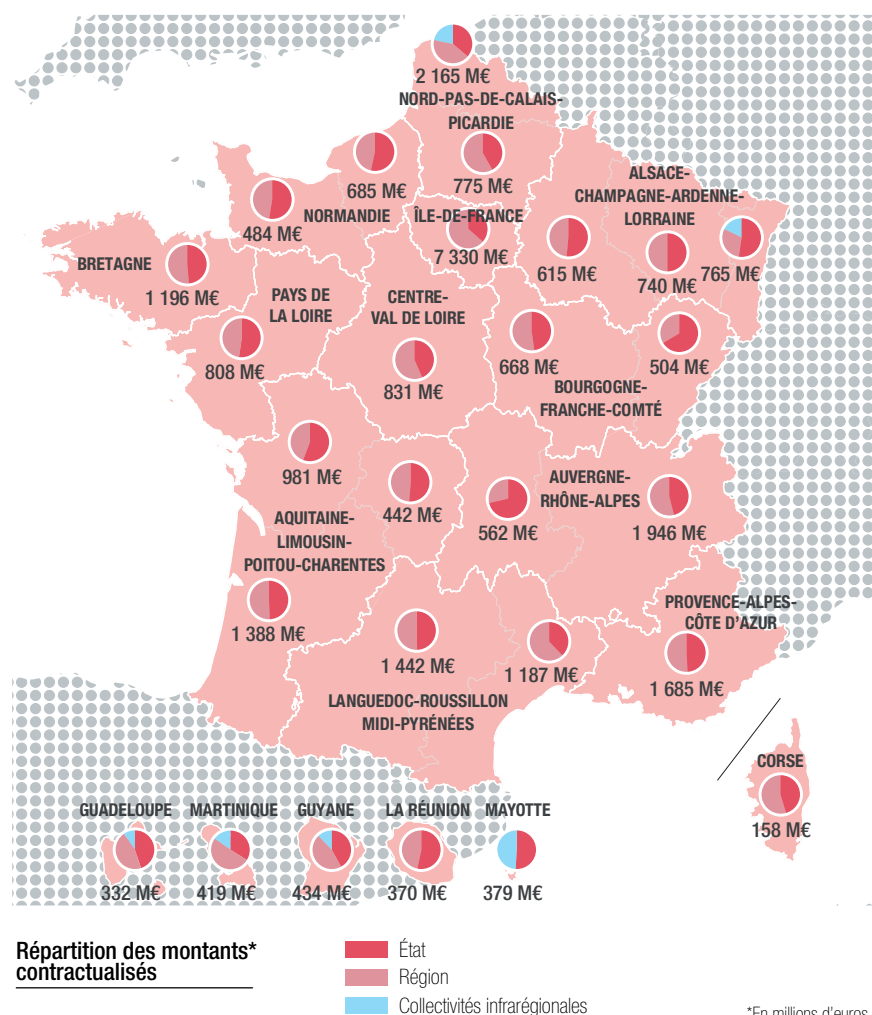 2 165 M€
NORD-PAS-DE-CALAIS-
PICARDIE
775 M€
685 M€
NORMANDIE
484 M€
ÎLE-DE-FRANCE
7 330 M€
ALSACE-
CHAMPAGNE-ARDENNE-
LORRAINE
615 M€
740 M€
765 M€
BRETAGNE
1 196 M€
PAYS DE
LA LOIRE
808 M€
CENTRE-
VAL DE LOIRE
831 M€
668 M€
504 M€
BOURGOGNE-
FRANCHE-COMTÉ
981 M€
442 M€
AQUITAINE-
LIMOUSIN-
POITOU-CHARENTES
1 388 M€
562 M€
AUVERGNE-
RHÔNE-ALPES
1 946 M€
1 442 M€
1 187 M€
LANGUEDOC-ROUSSILLON
MIDI-PYRÉNÉES
PROVENCE-ALPES-
CÔTE D'AZUR
1 685 M€
CORSE
158 M€
GUADELOUPE
332 M€
MARTINIQUE
419 M€
GUYANE
434 M€
LA RÉUNION
370 M€
MAYOTTE
379 M€
Répartition des montants*
contractualisés
État
Région
Collectivités infrarégionales
*En millions d'euros